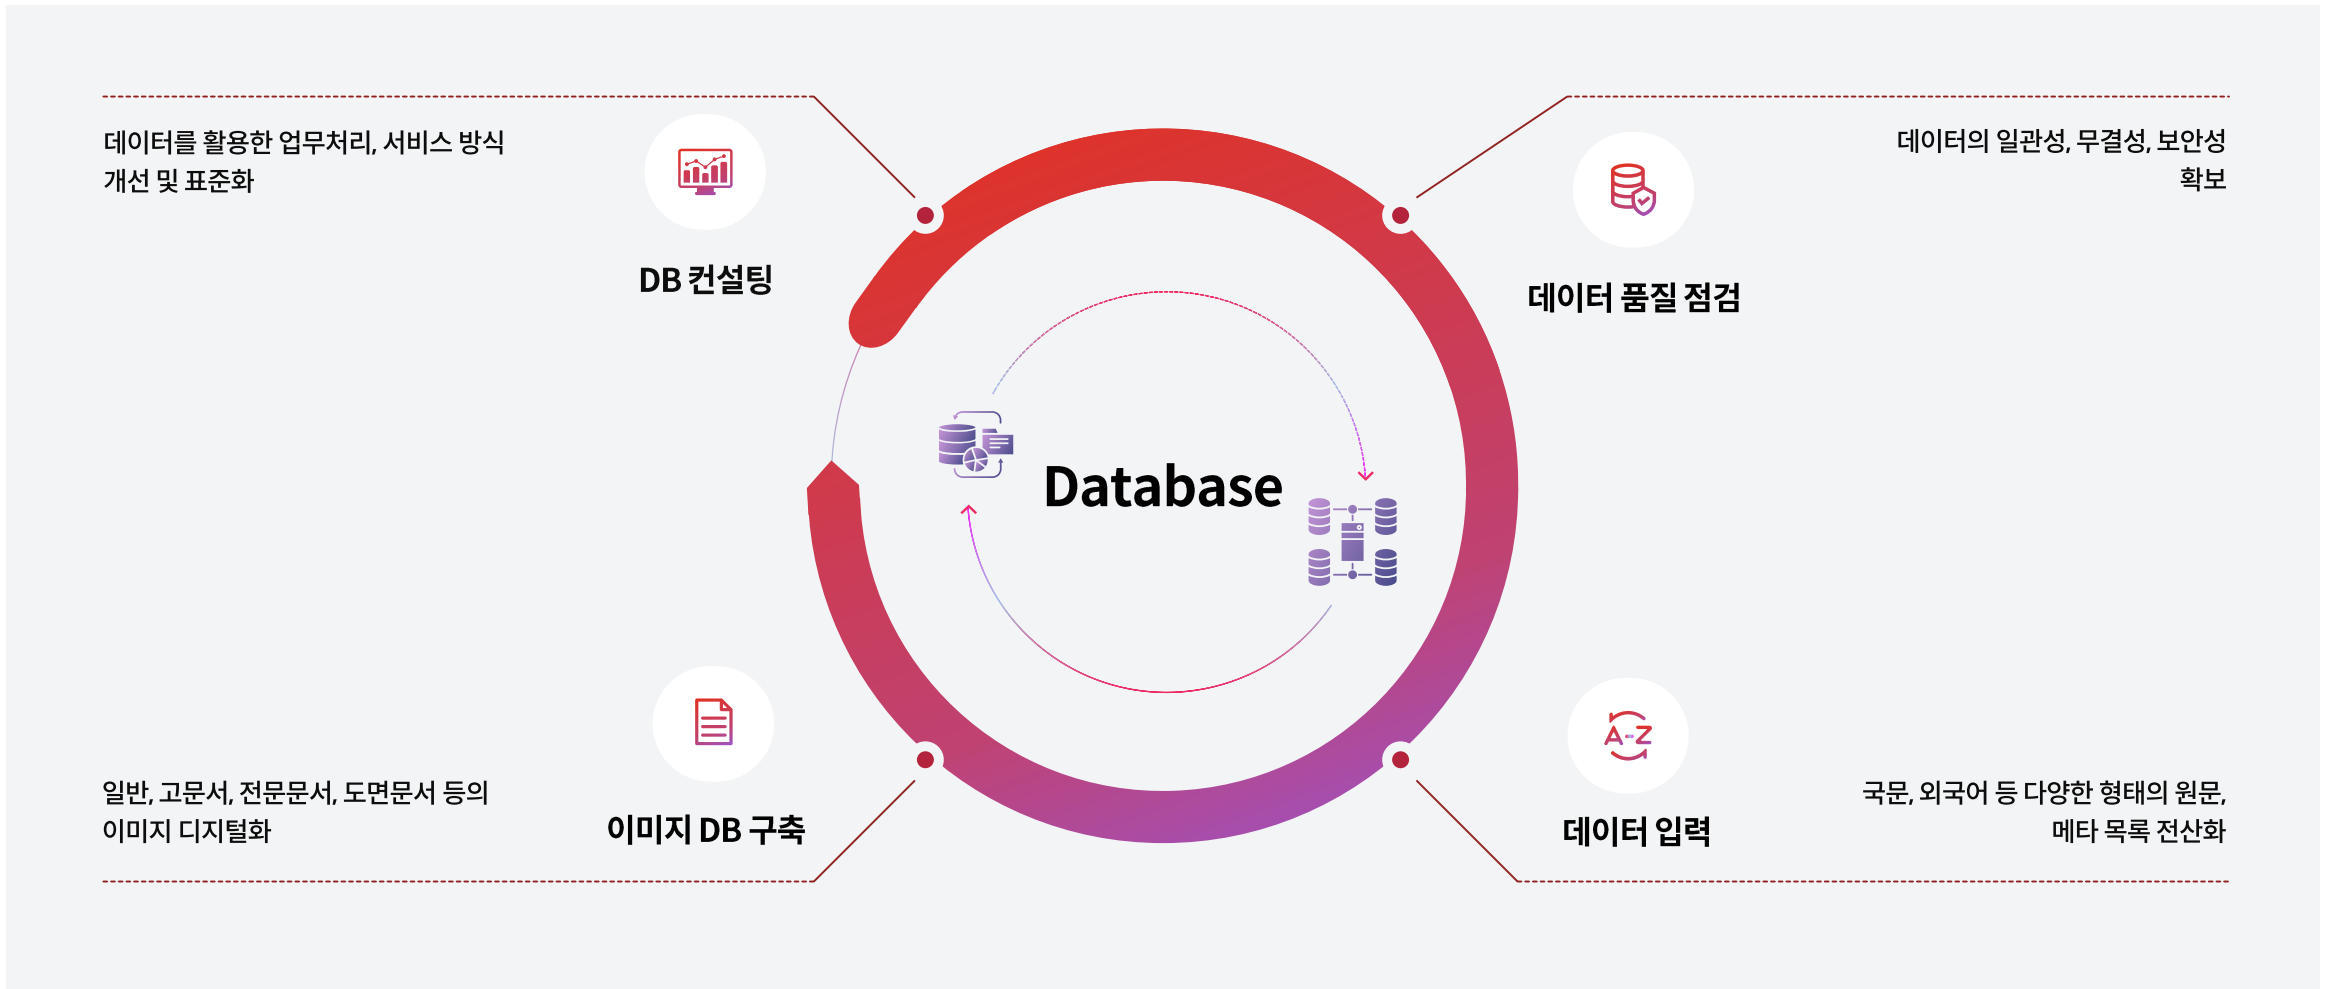 데이터를 활용한 업무처리, 서비스 방식
개선 및 표준화
DB 컨설팅
데이터의 일관성, 무결성, 보안성
확보
데이터 품질 점검
Database
일반, 고문서, 전문문서, 도면문서 등의
이미지 디지털화
이미지 DB 구축
A-Z
데이터 입력
국문, 외국어 등 다양한 형태의 원문,
메타 목록 전산화